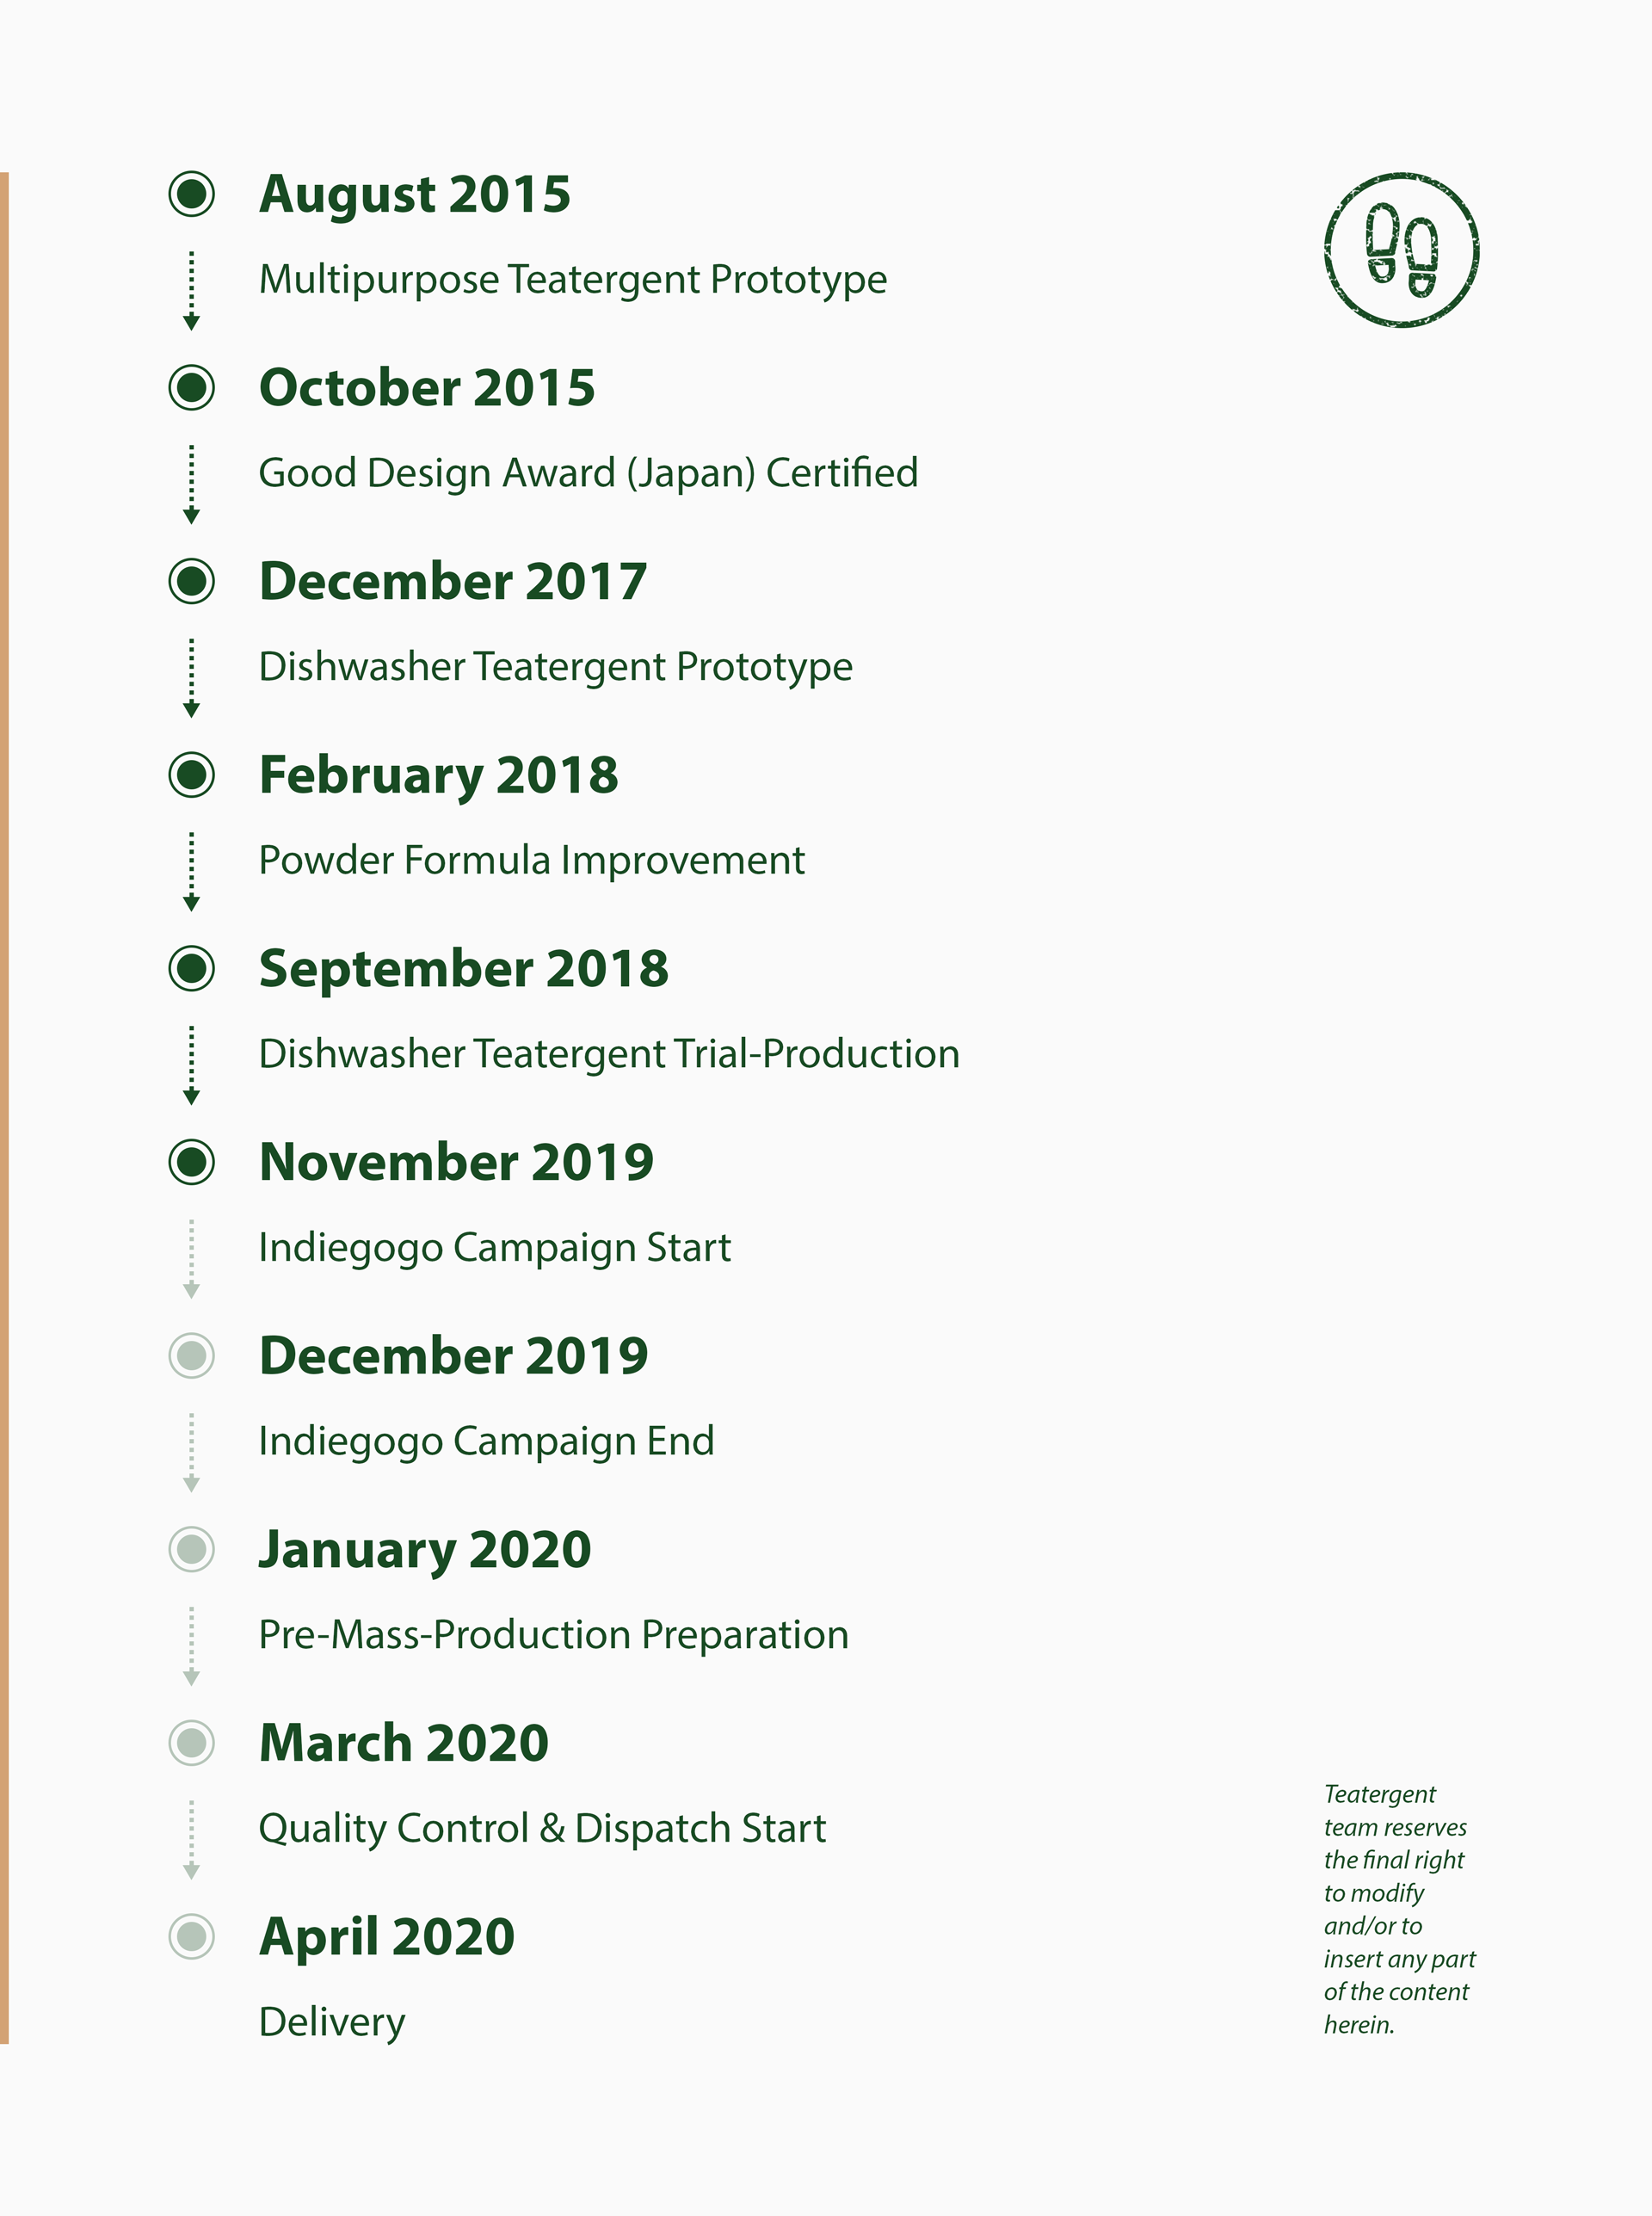 August 2015
Multipurpose Teatergent Prototype
October 2015
Good Design Award (Japan) Certified
December 2017
Dishwasher Teatergent Prototype
February 2018
Powder Formula Improvement
September 2018
Dishwasher Teatergent Trial-Production
November 2019
Indiegogo Campaign Start
December 2019
Indiegogo Campaign End
January 2020
Pre-Mass-Production Preparation
March 2020
Quality Control & Dispatch Start
April 2020
Delivery
Teatergent
team reserves
the final right
to modify
and/or to
insert any part
of the content
herein.